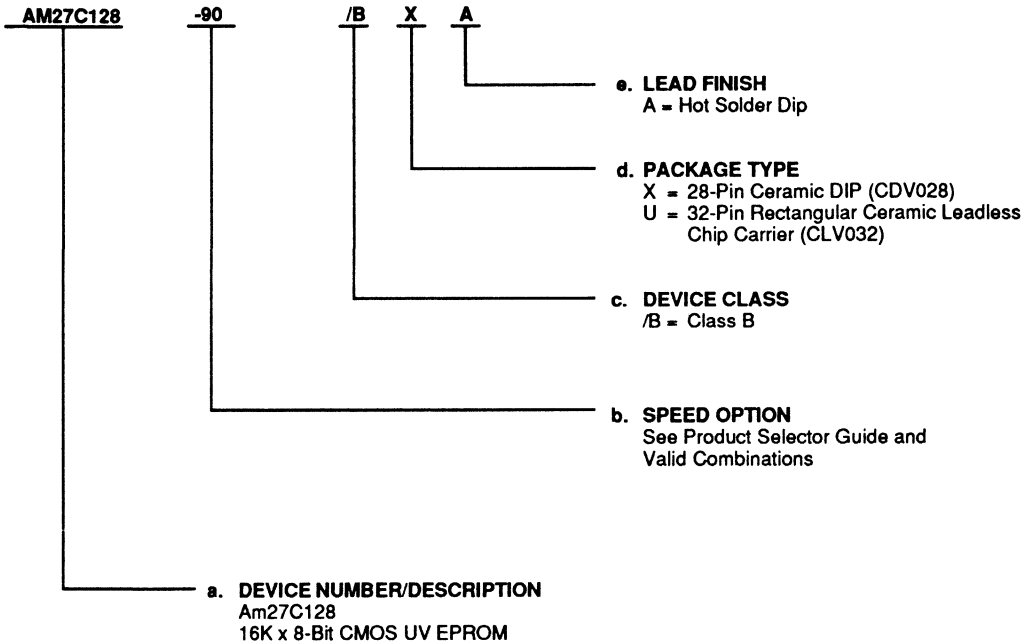 AM27C128 -90 /B X A
e. LEAD FINISH
A = Hot Solder Dip
d. PACKAGE TYPE
X = 28-Pin Ceramic DIP (CDV028)
U = 32-Pin Rectangular Ceramic Leadless
Chip Carrier (CLV032)
c. DEVICE CLASS
/B = Class B
b. SPEED OPTION
See Product Selector Guide and
Valid Combinations
a. DEVICE NUMBER/DESCRIPTION
Am27C128
16K x 8-Bit CMOS UV EPROM